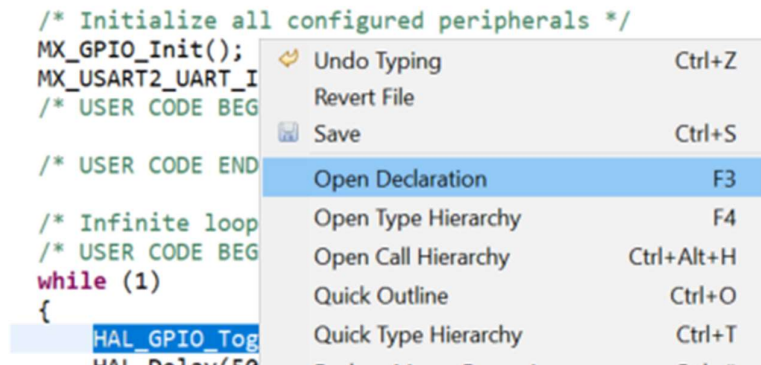 /* Initialize all configured peripherals */
MX_GPIO_Init();
MX_USART2_UART_I
/* USER CODE BEG
/* USER CODE END
/* Infinite loop
/* USER CODE BEG
while (1)
{
HAL_GPIO_Tog
Undo Typing Ctrl+Z
Revert File
Save Ctrl+S
Open Declaration F3
Open Type Hierarchy F4
Open Call Hierarchy Ctrl+Alt+H
Quick Outline Ctrl+O
Quick Type Hierarchy Ctrl+T